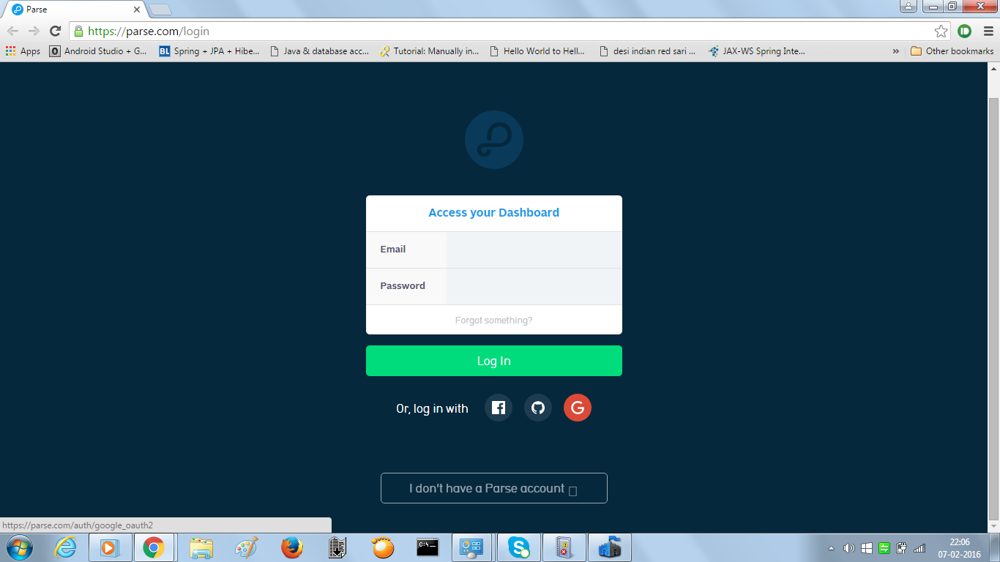 Parse
https://parse.com/login
Apps Android Studio + G... Spring + JPA + Hibe... Java & database acc... Tutorial: Manually in... Hello World to Hell... desi indian red sari ... JAX-WS Spring Inte... » Other bookmarks
Access your Dashboard
Email
Password
Forgot something?
Log In
Or, log in with
I don't have a Parse account
https://parse.com/auth/google_oauth2
22:06
07-02-2016